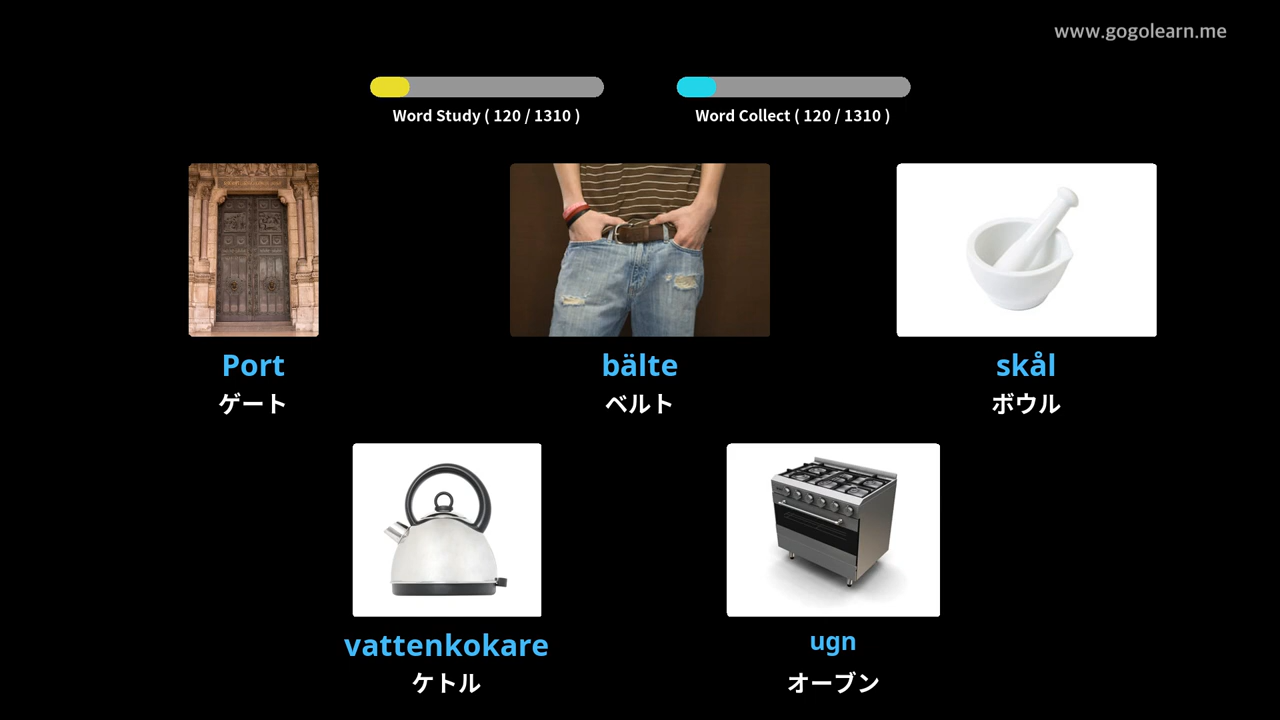 www.gogolearn.me
Word Study ( 120 / 1310 )
Word Collect ( 120 / 1310 )
Port
ゲート
bälte
ベルト
skål
ボウル
vattenkokare
ケトル
ugn
オーブン